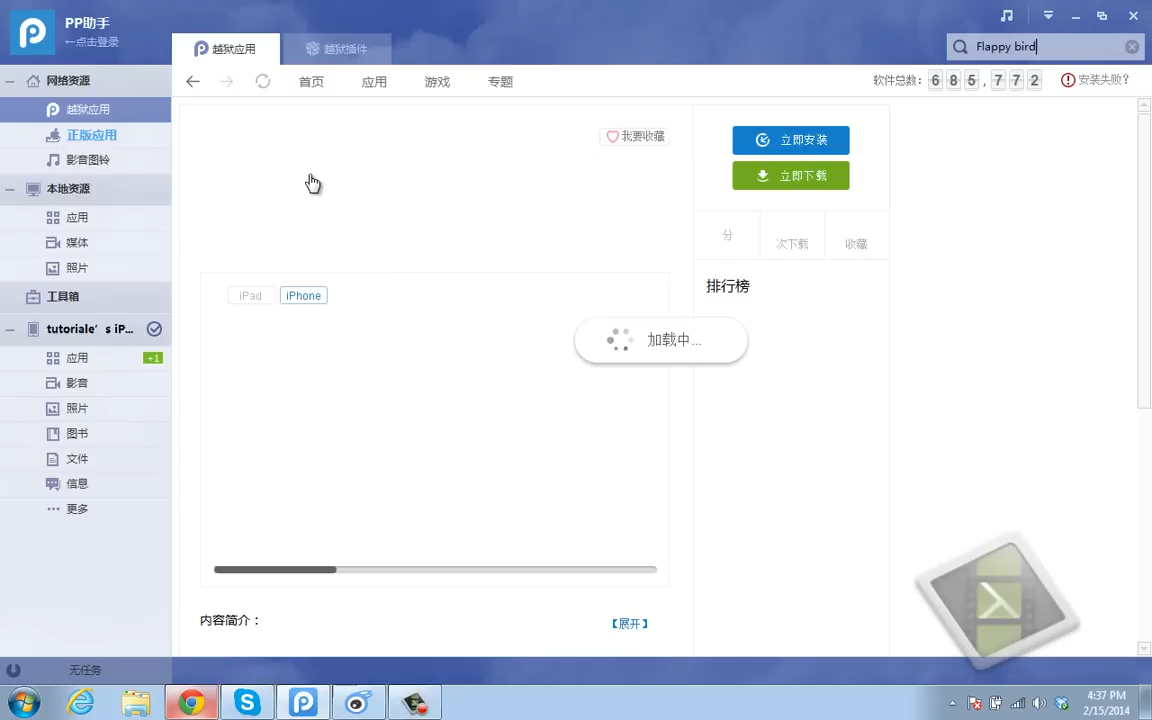 PP助手
←点击登录
越狱应用
越狱插件
Flappy bird
网络资源
首页
应用
游戏
专题
软件总数：
6 8 5 , 7 7 2
安装失败?
越狱应用
正版应用
影音图铃
我要收藏
立即安装
立即下载
本地资源
应用
媒体
照片
分
次下载
收藏
iPad
iPhone
排行榜
工具箱
tutoriale' s iP...
加载中...
应用
+1
影音
照片
图书
文件
信息
更多
内容简介：
【展开】
无任务
4:37 PM
2/15/2014